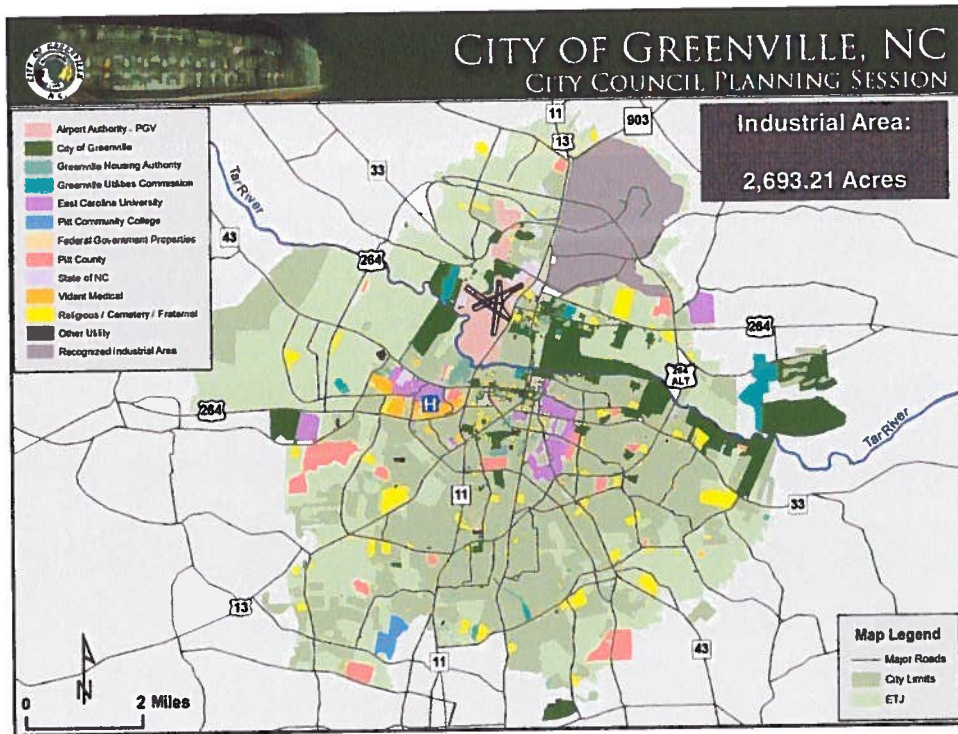 CITY OF GREENVILLE
N.C.
CITY OF GREENVILLE, NC
CITY COUNCIL PLANNING SESSION
Industrial Area:
2,693.21 Acres
Airport Authority - PGV
City of Greenville
Greenville Housing Authority
Greenville Utilities Commission
East Carolina University
Pitt Community College
Federal Government Properties
Pitt County
State of NC
Vidant Medical
Religious / Cemetery / Fraternal
Other Utility
Recognized Industrial Area
11
903
13
33
Tar River
43
264
264
264
ALT
H
264
Tar River
11
33
13
43
11
N
0
2 Miles
Map Legend
Major Roads
City Limits
ETJ